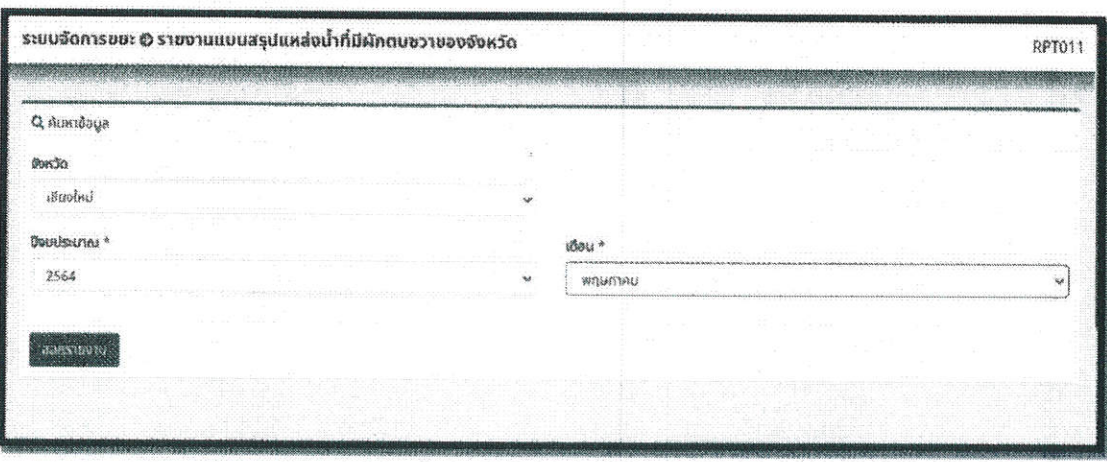 ระบบจัดการขยะ รายงานแบบสรุปแหล่งน้ำที่มีผักตบชวาของจังหวัด
RPT011
ค้นหาข้อมูล
จังหวัด
เชียงใหม่
ปีงบประมาณ *
เดือน *
2564
พฤษภาคม
ออกรายงาน